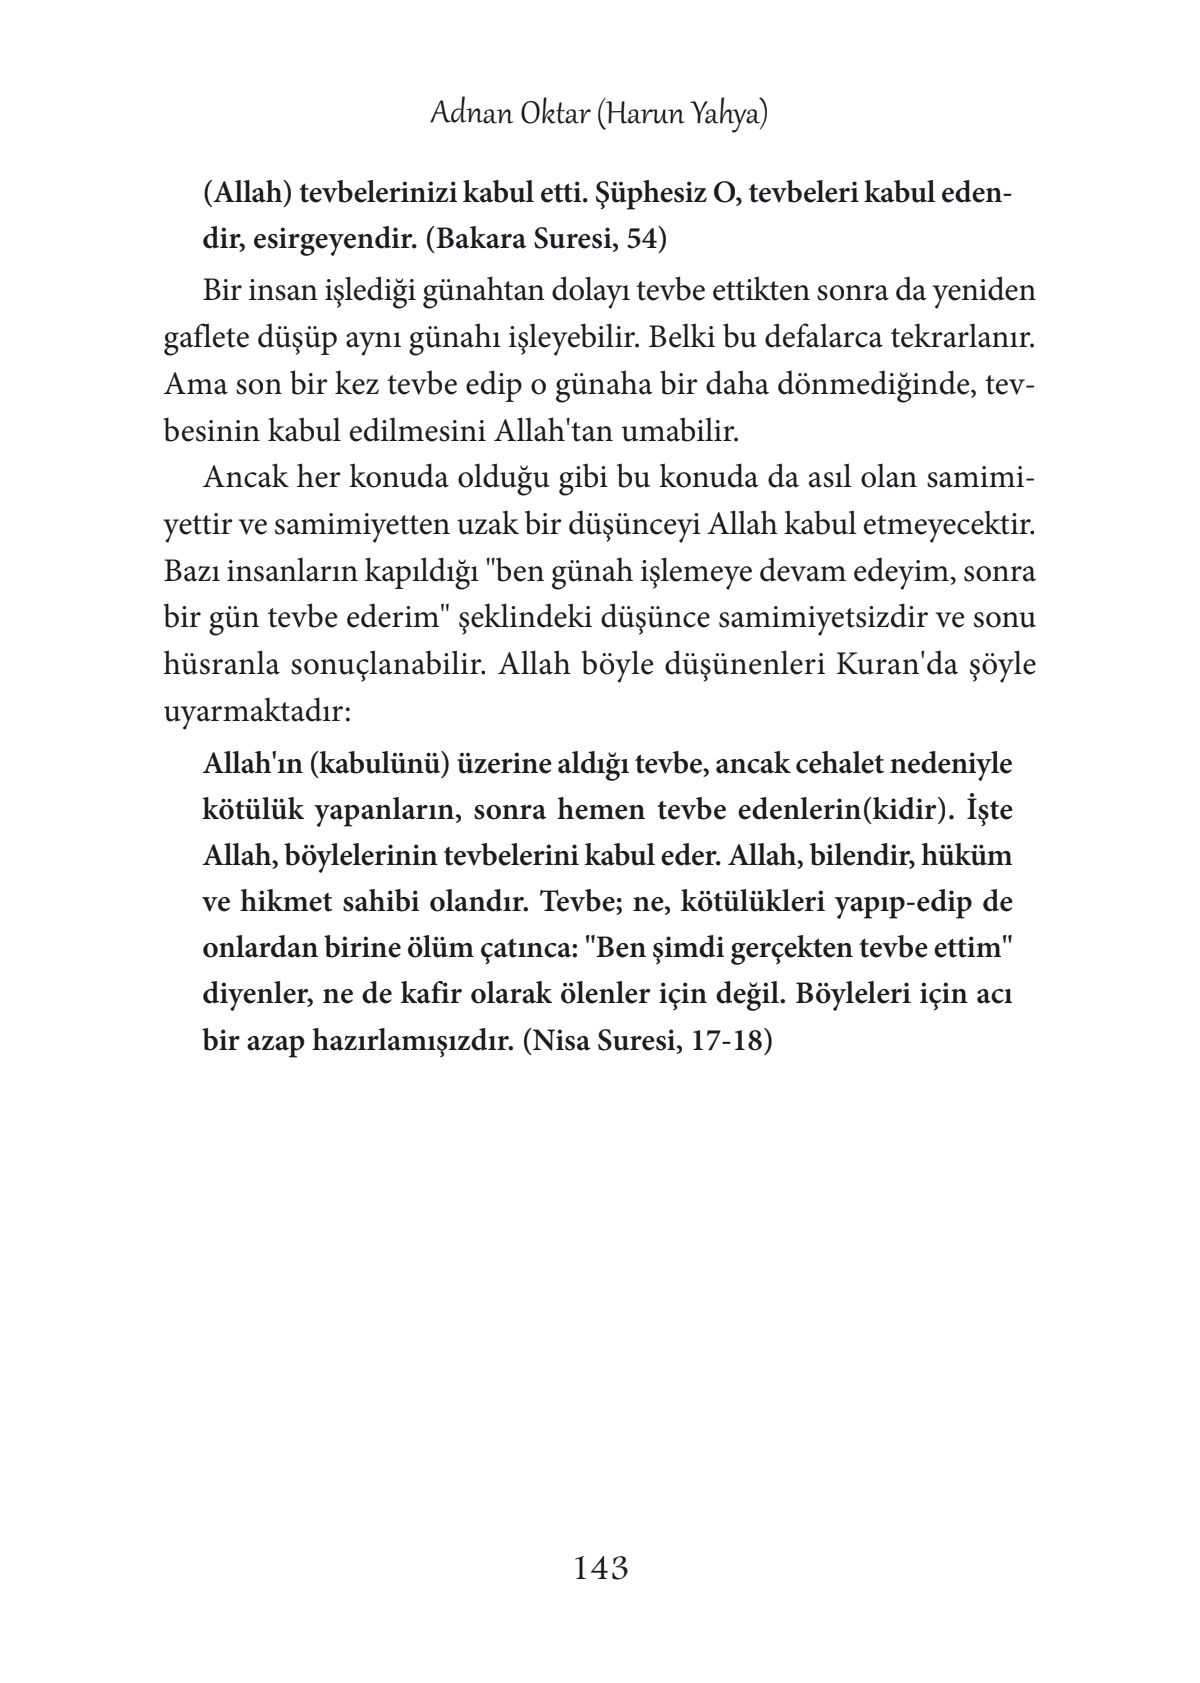 Adnan Oktar (Harun Yahya)
(Allah) tevbelerinizi kabul etti. Şüphesiz O, tevbeleri kabul eden-
dir, esirgeyendir. (Bakara Suresi, 54)
Bir insan işlediği günahtan dolayı tevbe ettikten sonra da yeniden
gaflete düşüp aynı günahı işleyebilir. Belki bu defalarca tekrarlanır.
Ama son bir kez tevbe edip o günaha bir daha dönmediğinde, tev-
besinin kabul edilmesini Allah'tan umabilir.
Ancak her konuda olduğu gibi bu konuda da asıl olan samimi-
yettir ve samimiyetten uzak bir düşünceyi Allah kabul etmeyecektir.
Bazı insanların kapıldığı "ben günah işlemeye devam edeyim, sonra
bir gün tevbe ederim" şeklindeki düşünce samimiyetsizdir ve sonu
hüsranla sonuçlanabilir. Allah böyle düşünenleri Kuran'da şöyle
uyarmaktadır:
Allah'ın (kabulünü) üzerine aldığı tevbe, ancak cehalet nedeniyle
kötülük yapanların, sonra hemen tevbe edenlerin(kidir). İşte
Allah, böylelerinin tevbelerini kabul eder. Allah, bilendir, hüküm
ve hikmet sahibi olandır. Tevbe; ne, kötülükleri yapıp-edip de
onlardan birine ölüm çatınca: "Ben şimdi gerçekten tevbe ettim"
diyenler, ne de kafir olarak ölenler için değil. Böyleleri için acı
bir azap hazırlamışızdır. (Nisa Suresi, 17-18)
143